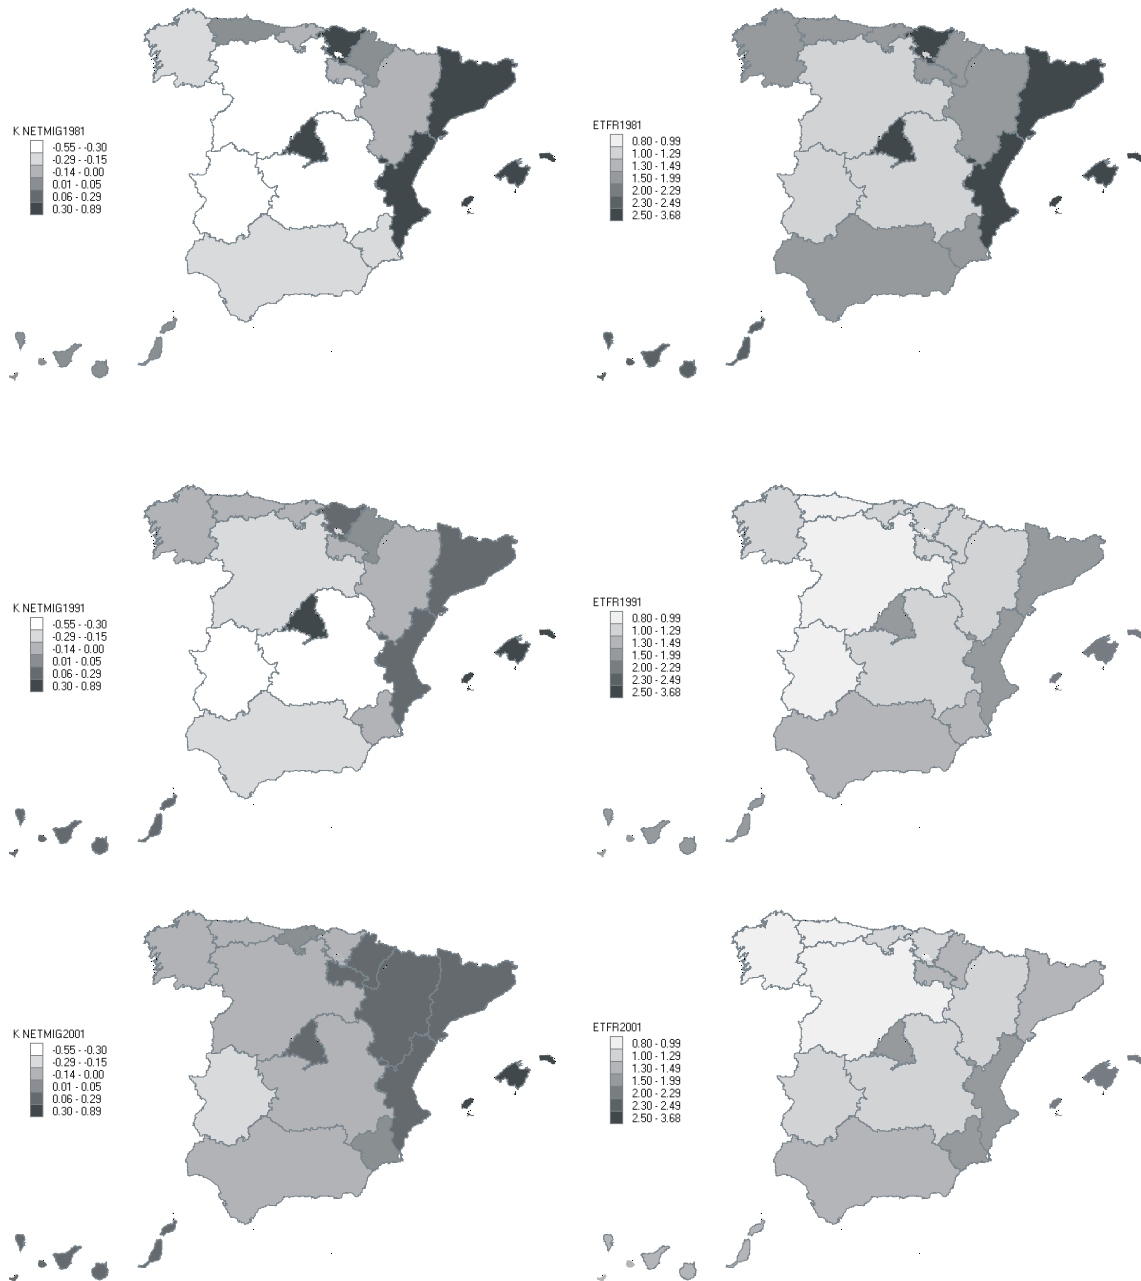 K NETMIG1981
-0.55 - -0.30
-0.29 - -0.15
-0.14 - 0.00
0.01 - 0.05
0.06 - 0.29
0.30 - 0.89
ETFR1981
0.80 - 0.99
1.00 - 1.29
1.30 - 1.49
1.50 - 1.99
2.00 - 2.29
2.30 - 2.49
2.50 - 3.68
K NETMIG1991
-0.55 - -0.30
-0.29 - -0.15
-0.14 - 0.00
0.01 - 0.05
0.06 - 0.29
0.30 - 0.89
ETFR1991
0.80 - 0.99
1.00 - 1.29
1.30 - 1.49
1.50 - 1.99
2.00 - 2.29
2.30 - 2.49
2.50 - 3.68
K NETMIG2001
-0.55 - -0.30
-0.29 - -0.15
-0.14 - 0.00
0.01 - 0.05
0.06 - 0.29
0.30 - 0.89
ETFR2001
0.80 - 0.99
1.00 - 1.29
1.30 - 1.49
1.50 - 1.99
2.00 - 2.29
2.30 - 2.49
2.50 - 3.68